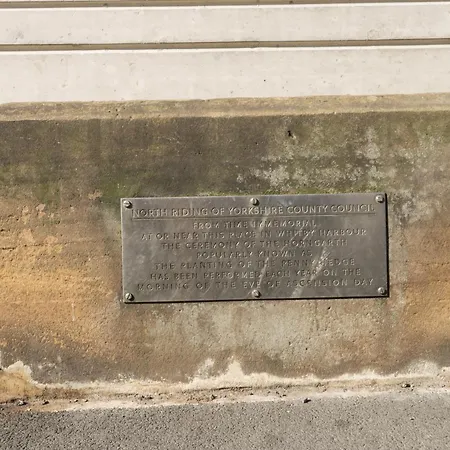 NORTH RIDING OF YORKSHIRE COUNTY COUNCIL
FROM TIME IMMEMORIAL
AT OR NEAR THIS PLACE IN WHITBY HARBOUR
THE CEREMONY OF THE HORNGARTH
POPULARLY KNOWN AS
THE PLANTING OF THE PENNY HEDGE
HAS BEEN PERFORMED EACH YEAR ON THE
MORNING OF THE EVE OF ASCENSION DAY